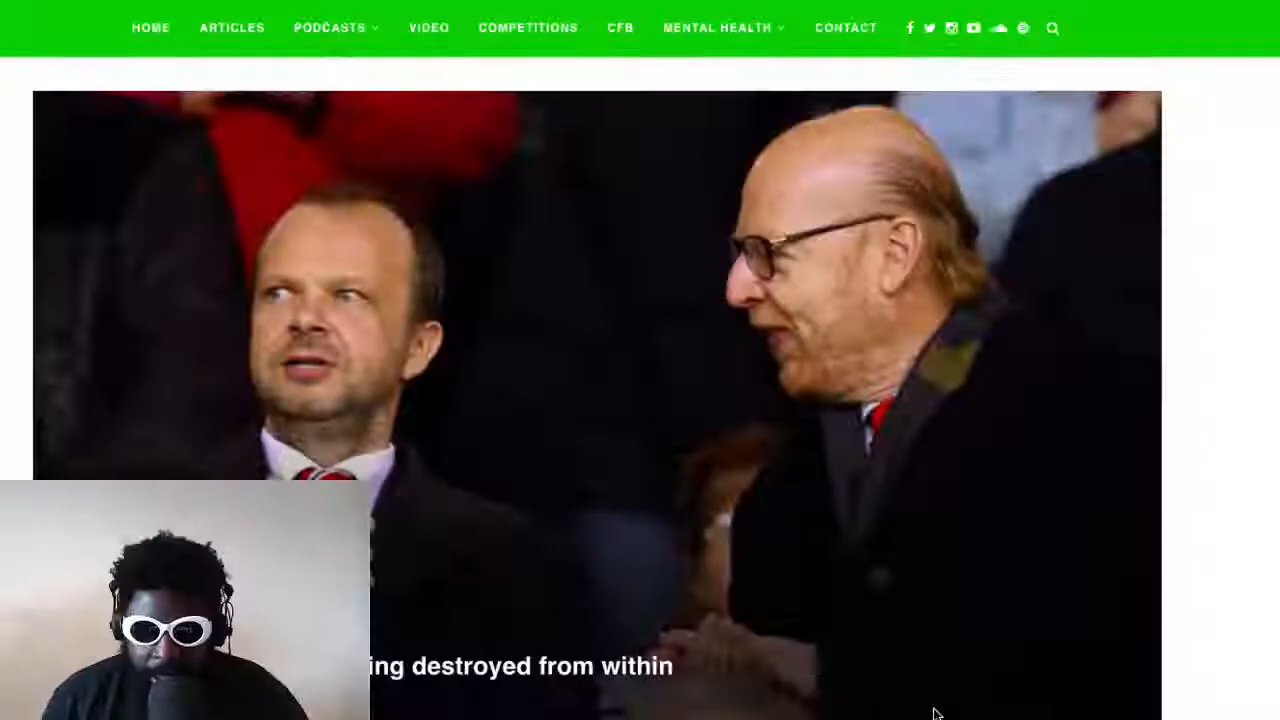 HOME ARTICLES PODCASTS VIDEO COMPETITIONS CFB MENTAL HEALTH CONTACT
ing destroyed from within